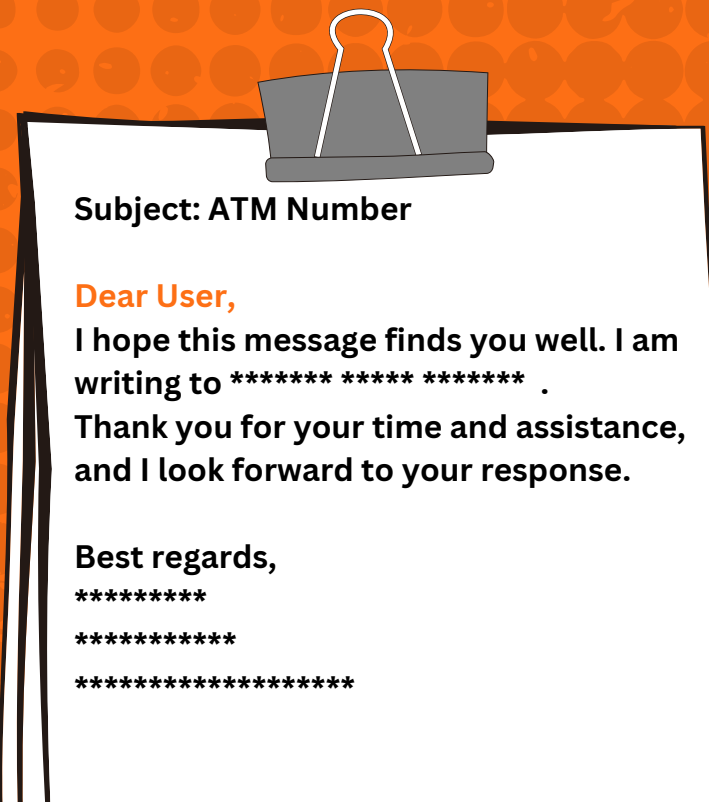 Subject: ATM Number
Dear User,
I hope this message finds you well. I am
writing to ******* ***** ******* .
Thank you for your time and assistance,
and I look forward to your response.
Best regards,
*********
***********
*******************